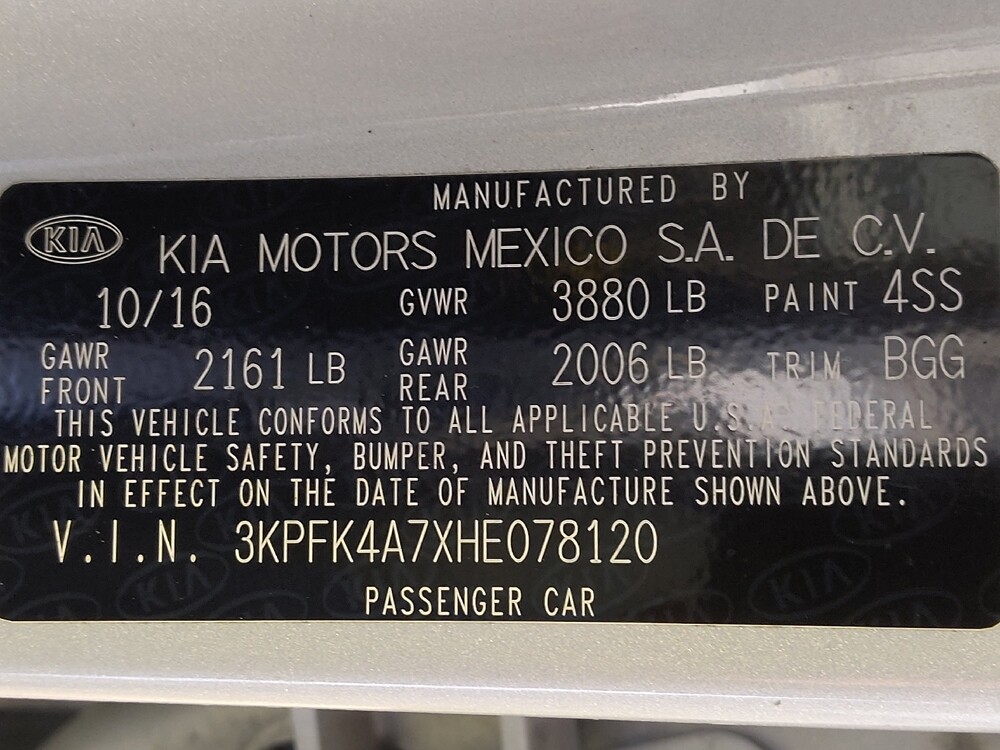 MANUFACTURED BY
KIA KIA MOTORS MEXICO S.A. DE C.V.
10/16 GVWR 3880 LB PAINT 4SS
GAWR FRONT 2161 LB GAWR REAR 2006 LB TRIM BGG
THIS VEHICLE CONFORMS TO ALL APPLICABLE U.S.A. FEDERAL
MOTOR VEHICLE SAFETY, BUMPER, AND THEFT PREVENTION STANDARDS
IN EFFECT ON THE DATE OF MANUFACTURE SHOWN ABOVE.
V.I.N. 3KPFK4A7XHE078120
PASSENGER CAR